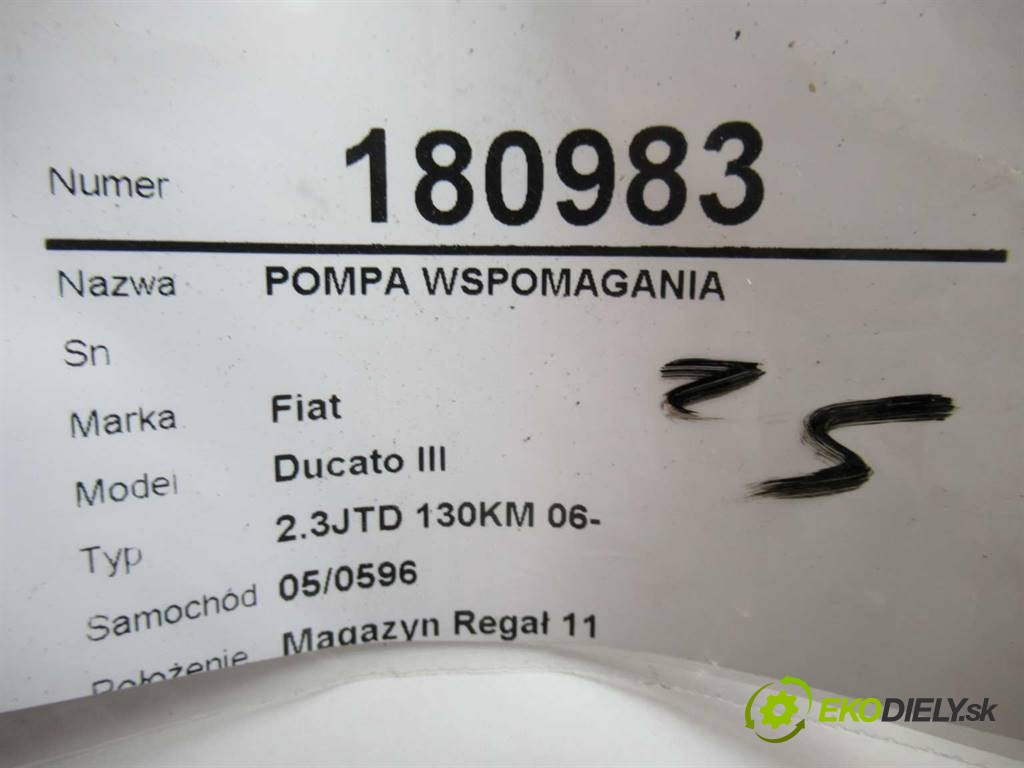 Numer 180983
Nazwa POMPA WSPOMAGANIA
Sn
Marka Fiat
Model Ducato III
Typ 2.3JTD 130KM 06-
Samochód 05/0596
Położenie Magazyn Regał 11
EKODIELY.sk